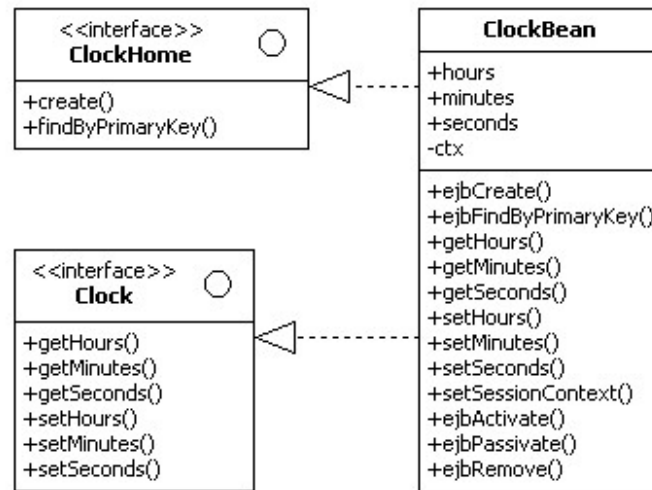 <<interface>>
ClockHome
+create()
+findByPrimaryKey()
<<interface>>
Clock
+getHours()
+getMinutes()
+getSeconds()
+setHours()
+setMinutes()
+setSeconds()
ClockBean
+hours
+minutes
+seconds
-ctx
+ejbCreate()
+ejbFindByPrimaryKey()
+getHours()
+getMinutes()
+getSeconds()
+setHours()
+setMinutes()
+setSeconds()
+setSessionContext()
+ejbActivate()
+ejbPassivate()
+ejbRemove()